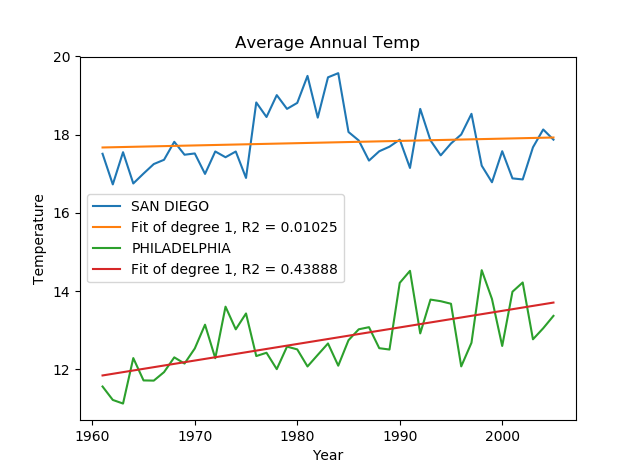 Average Annual Temp
20
18
16
14
12
Temperature
SAN DIEGO
Fit of degree 1, R2 = 0.01025
PHILADELPHIA
Fit of degree 1, R2 = 0.43888
1960 1970 1980 1990 2000
Year